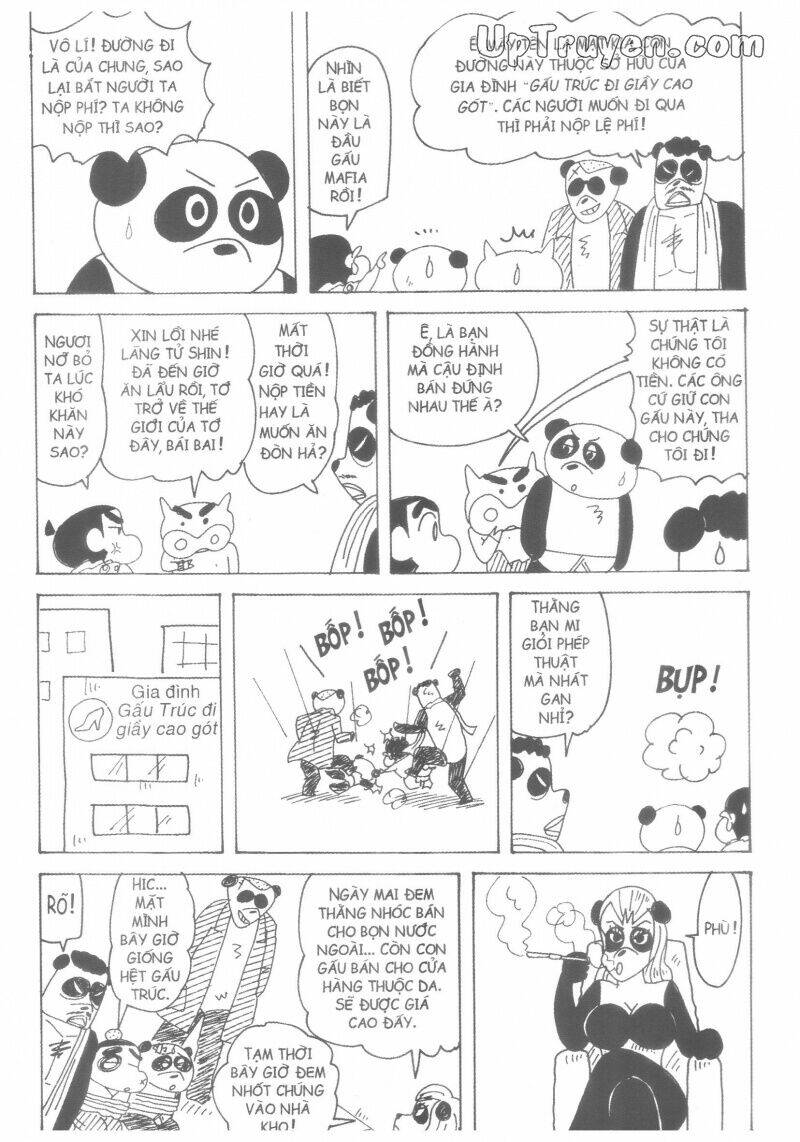 UpTruyen.com
VÔ LÍ! ĐƯỜNG ĐI
LÀ CỦA CHUNG, SAO
LẠI BẮT NGƯỜI TA
NỘP PHÍ? TA KHÔNG
NỘP THÌ SAO?
NHÌN
LÀ BIẾT
BỌN
NÀY LÀ
ĐẦU
GẤU
MAFIA
RỒI!
ĐƯỜNG NÀY THUỘC SỞ HỮU CỦA
GIA ĐÌNH "GẤU TRÚC ĐI GIẦY CAO
GÓT". CÁC NGƯỜI MUỐN ĐI QUA
THÌ PHẢI NỘP LỆ PHÍ!
NGƯƠI
NỠ BỎ
TA LÚC
KHÓ
KHĂN
NÀY
SAO?
XIN LỖI NHÉ
LÃNG TỬ SHIN!
ĐÃ ĐẾN GIỜ
ĂN LẨU RỒI, TỚ
TRỞ VỀ THẾ
GIỚI CỦA TỚ
ĐÂY, BÁI BAI!
MẤT
THỜI
GIỜ QUÁ!
NỘP TIỀN
HAY LÀ
MUỐN ĂN
ĐÒN HẢ?
Ê, LÀ BẠN
ĐỒNG HÀNH
MÀ CẬU ĐỊNH
BÁN ĐỨNG
NHAU THẾ À?
SỰ THẬT LÀ
CHÚNG TÔI
KHÔNG CÓ
TIỀN. CÁC ÔNG
CỨ GIỮ CON
GẤU NÀY, THA
CHO CHÚNG
TÔI ĐI!
Gia đình
Gấu Trúc đi
giầy cao gót
BỐP!
BỐP!
BỐP!
THẰNG
BẠN MI
GIỎI PHÉP
THUẬT
MÀ NHÁT
GAN
NHỈ?
BỤP!
RÕ!
HIC...
MẶT
MÌNH
BÂY GIỜ
GIỐNG
HỆT GẤU
TRÚC.
NGÀY MAI ĐEM
THẰNG NHÓC BÁN
CHO BỌN NƯỚC
NGOÀI... CÒN CON
GẤU BÁN CHO CỬA
HÀNG THUỘC DA.
SẼ ĐƯỢC GIÁ
CAO ĐẤY.
TẠM THỜI
BÂY GIỜ ĐEM
NHỐT CHÚNG
VÀO NHÀ
KHO!
PHÙ!